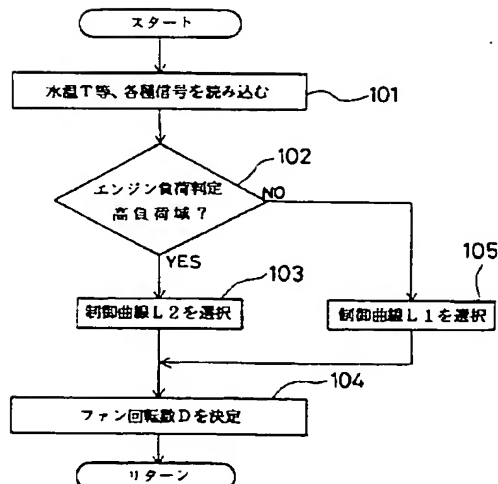 スタート
水温T等、各種信号を読み込む
101
102
エンジン負荷判定
高負荷域?
NO
YES
103
制御曲線L2を選択
105
制御曲線L1を選択
104
ファン回転数Dを決定
リターン